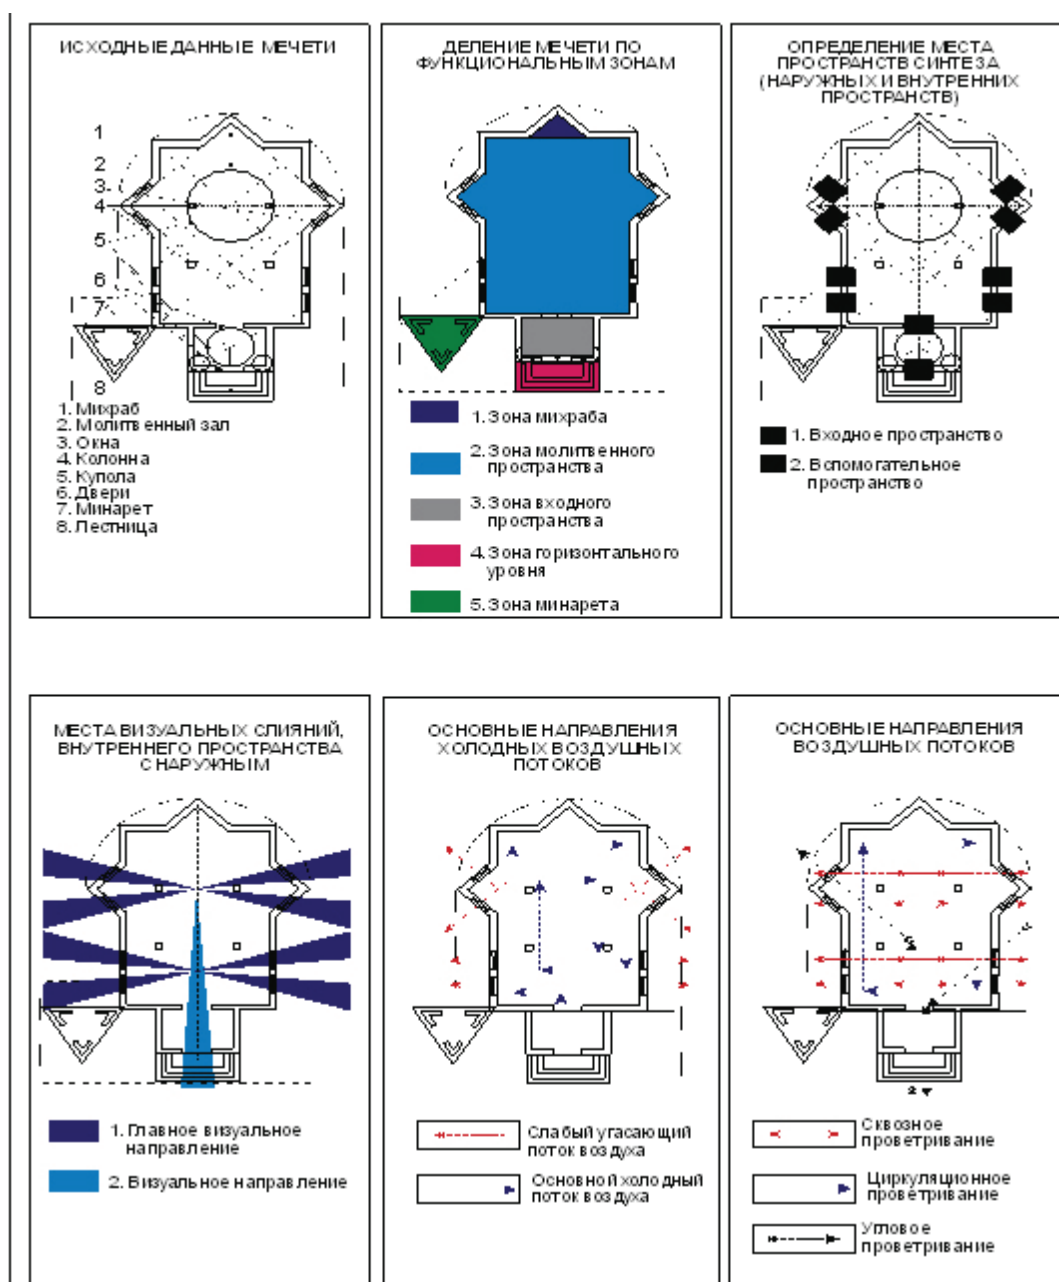 ИСХОДНЫЕ ДАННЫЕ МЕЧЕТИ
1
2
3
4
5
6
7
8
1. Михраб
2. Молитвенный зал
3. Окна
4. Колонна
5. Купола
6. Двери
7. Минарет
8. Лестница
ДЕЛЕНИЕ МЕЧЕТИ ПО
ФУНКЦИОНАЛЬНЫМ ЗОНАМ
1. Зона михраба
2. Зона молитвенного
пространства
3. Зона входного
пространства
4. Зона горизонтального
уровня
5. Зона минарета
ОПРЕДЕЛЕНИЕ МЕСТА
ПРОСТРАНСТВ СИНТЕЗА
(НАРУЖНЫХ И ВНУТРЕННИХ
ПРОСТРАНСТВ)
1. Входное пространство
2. Вспомогательное
пространство
МЕСТА ВИЗУАЛЬНЫХ СЛИЯНИЙ,
ВНУТРЕННЕГО ПРОСТРАНСТВА
С НАРУЖНЫМ
1. Главное визуальное
направление
2. Визуальное направление
ОСНОВНЫЕ НАПРАВЛЕНИЯ
ХОЛОДНЫХ ВОЗДУШНЫХ
ПОТОКОВ
Слабый угасающий
поток воздуха
Основной холодный
поток воздуха
ОСНОВНЫЕ НАПРАВЛЕНИЯ
ВОЗДУШНЫХ ПОТОКОВ
Сквозное
проветривание
Циркуляционное
проветривание
Угловое
проветривание